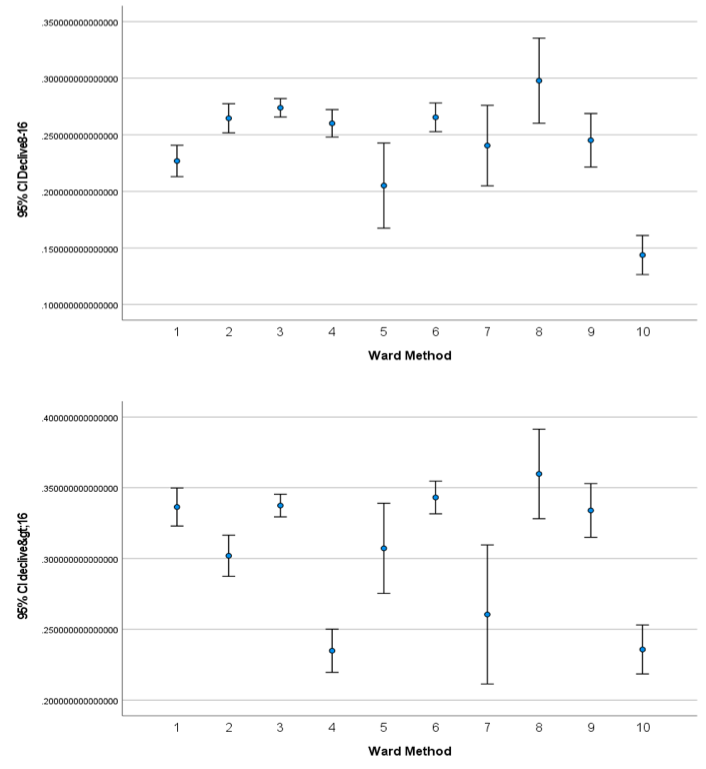 .350000000000000
.300000000000000
.250000000000000
.200000000000000
.150000000000000
.100000000000000
95% CI Declive8-16
1 2 3 4 5 6 7 8 9 10
Ward Method
.400000000000000
.350000000000000
.300000000000000
.250000000000000
.200000000000000
95% CI declive&gt;16
1 2 3 4 5 6 7 8 9 10
Ward Method